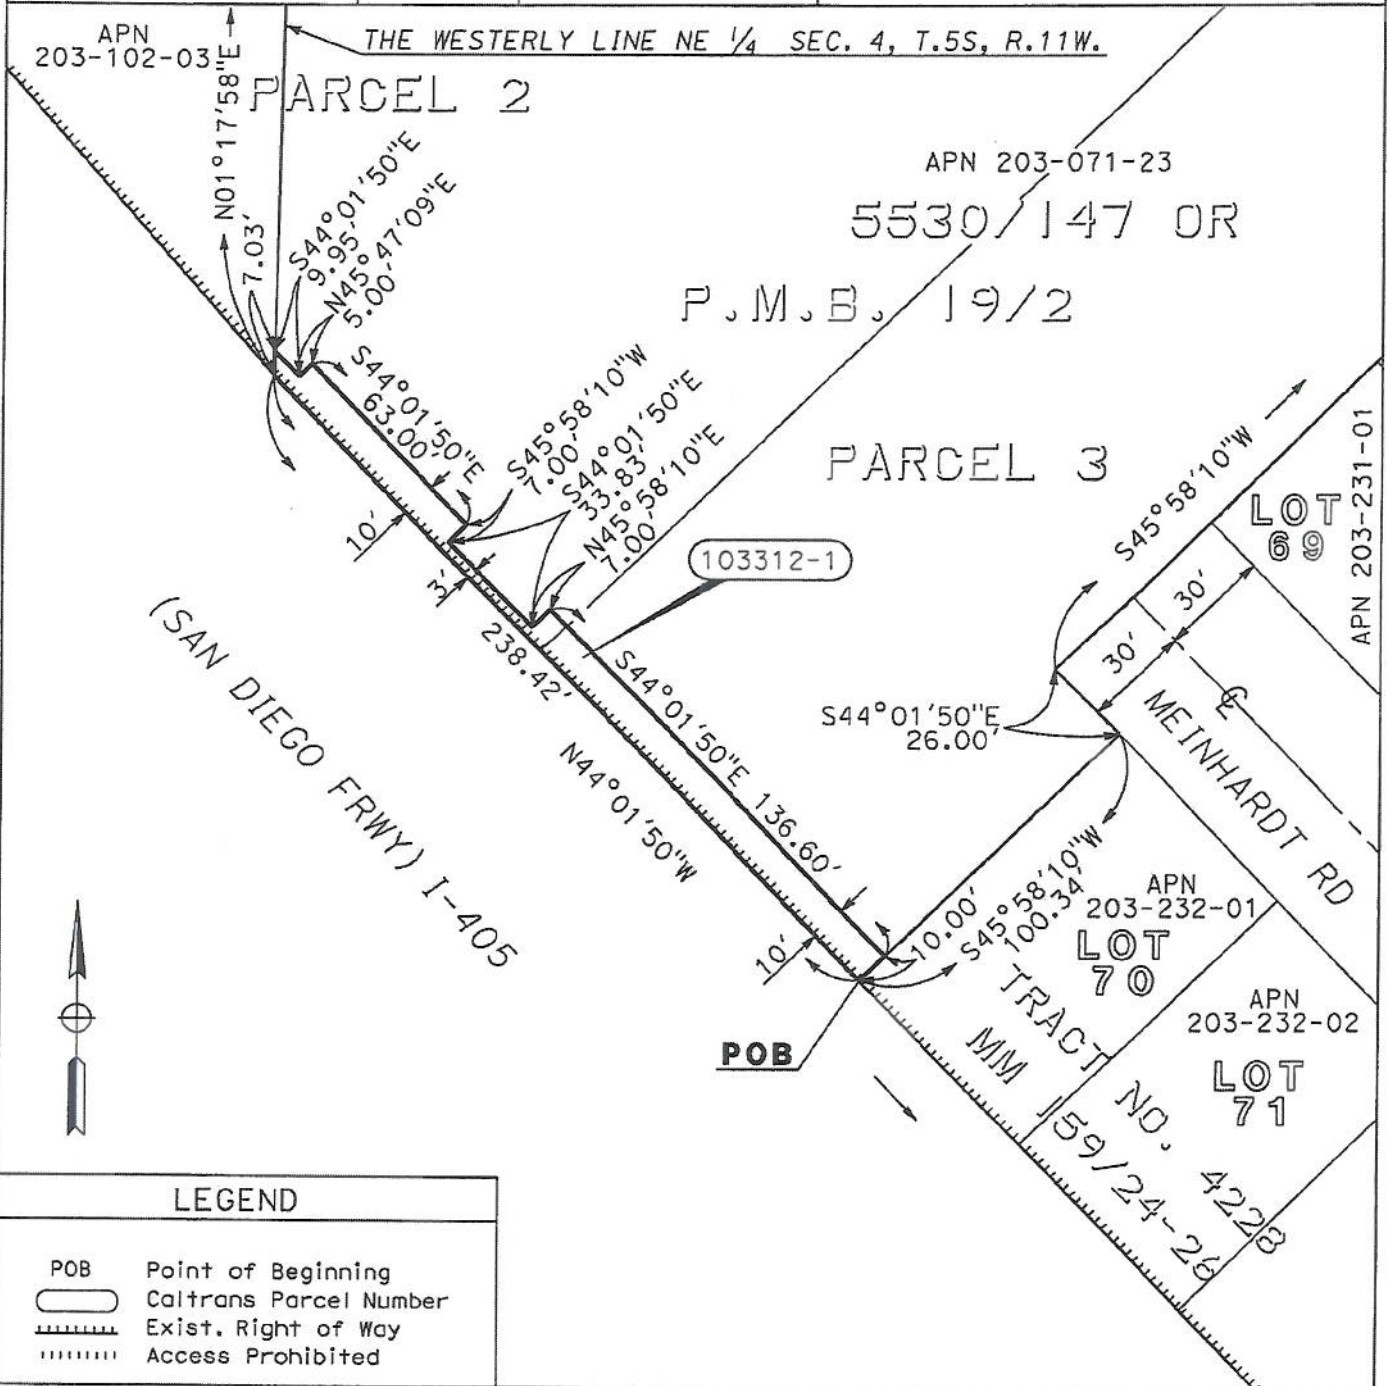 APN
203-102-03
THE WESTERLY LINE NE 1/4 SEC. 4, T.5S, R.11W.
PARCEL 2
N01°17'58"E
7.03'
S44°01'50"E
9.95'
N45°47'09"E
5.00'
APN 203-071-23
5530/147 OR
P.M.B. 19/2
S44°01'50"E
63.00'
S45°58'10"W
7.00'
S44°01'50"E
33.83'
N45°58'10"E
7.00'
PARCEL 3
S45°58'10"W
LOT
69
APN 203-231-01
10'
3'
103312-1
30'
30'
238.42'
S44°01'50"E 136.60'
S44°01'50"E
26.00'
℄
MEINHARDT RD
(SAN DIEGO FRWY) I-405
N44°01'50"W
10'
10.00'
S45°58'10"W
100.34'
APN
203-232-01
LOT
70
APN
203-232-02
LOT
71
POB
TRACT NO. 4228
MM 159/24-26
LEGEND
POB Point of Beginning
Caltrans Parcel Number
Exist. Right of Way
Access Prohibited